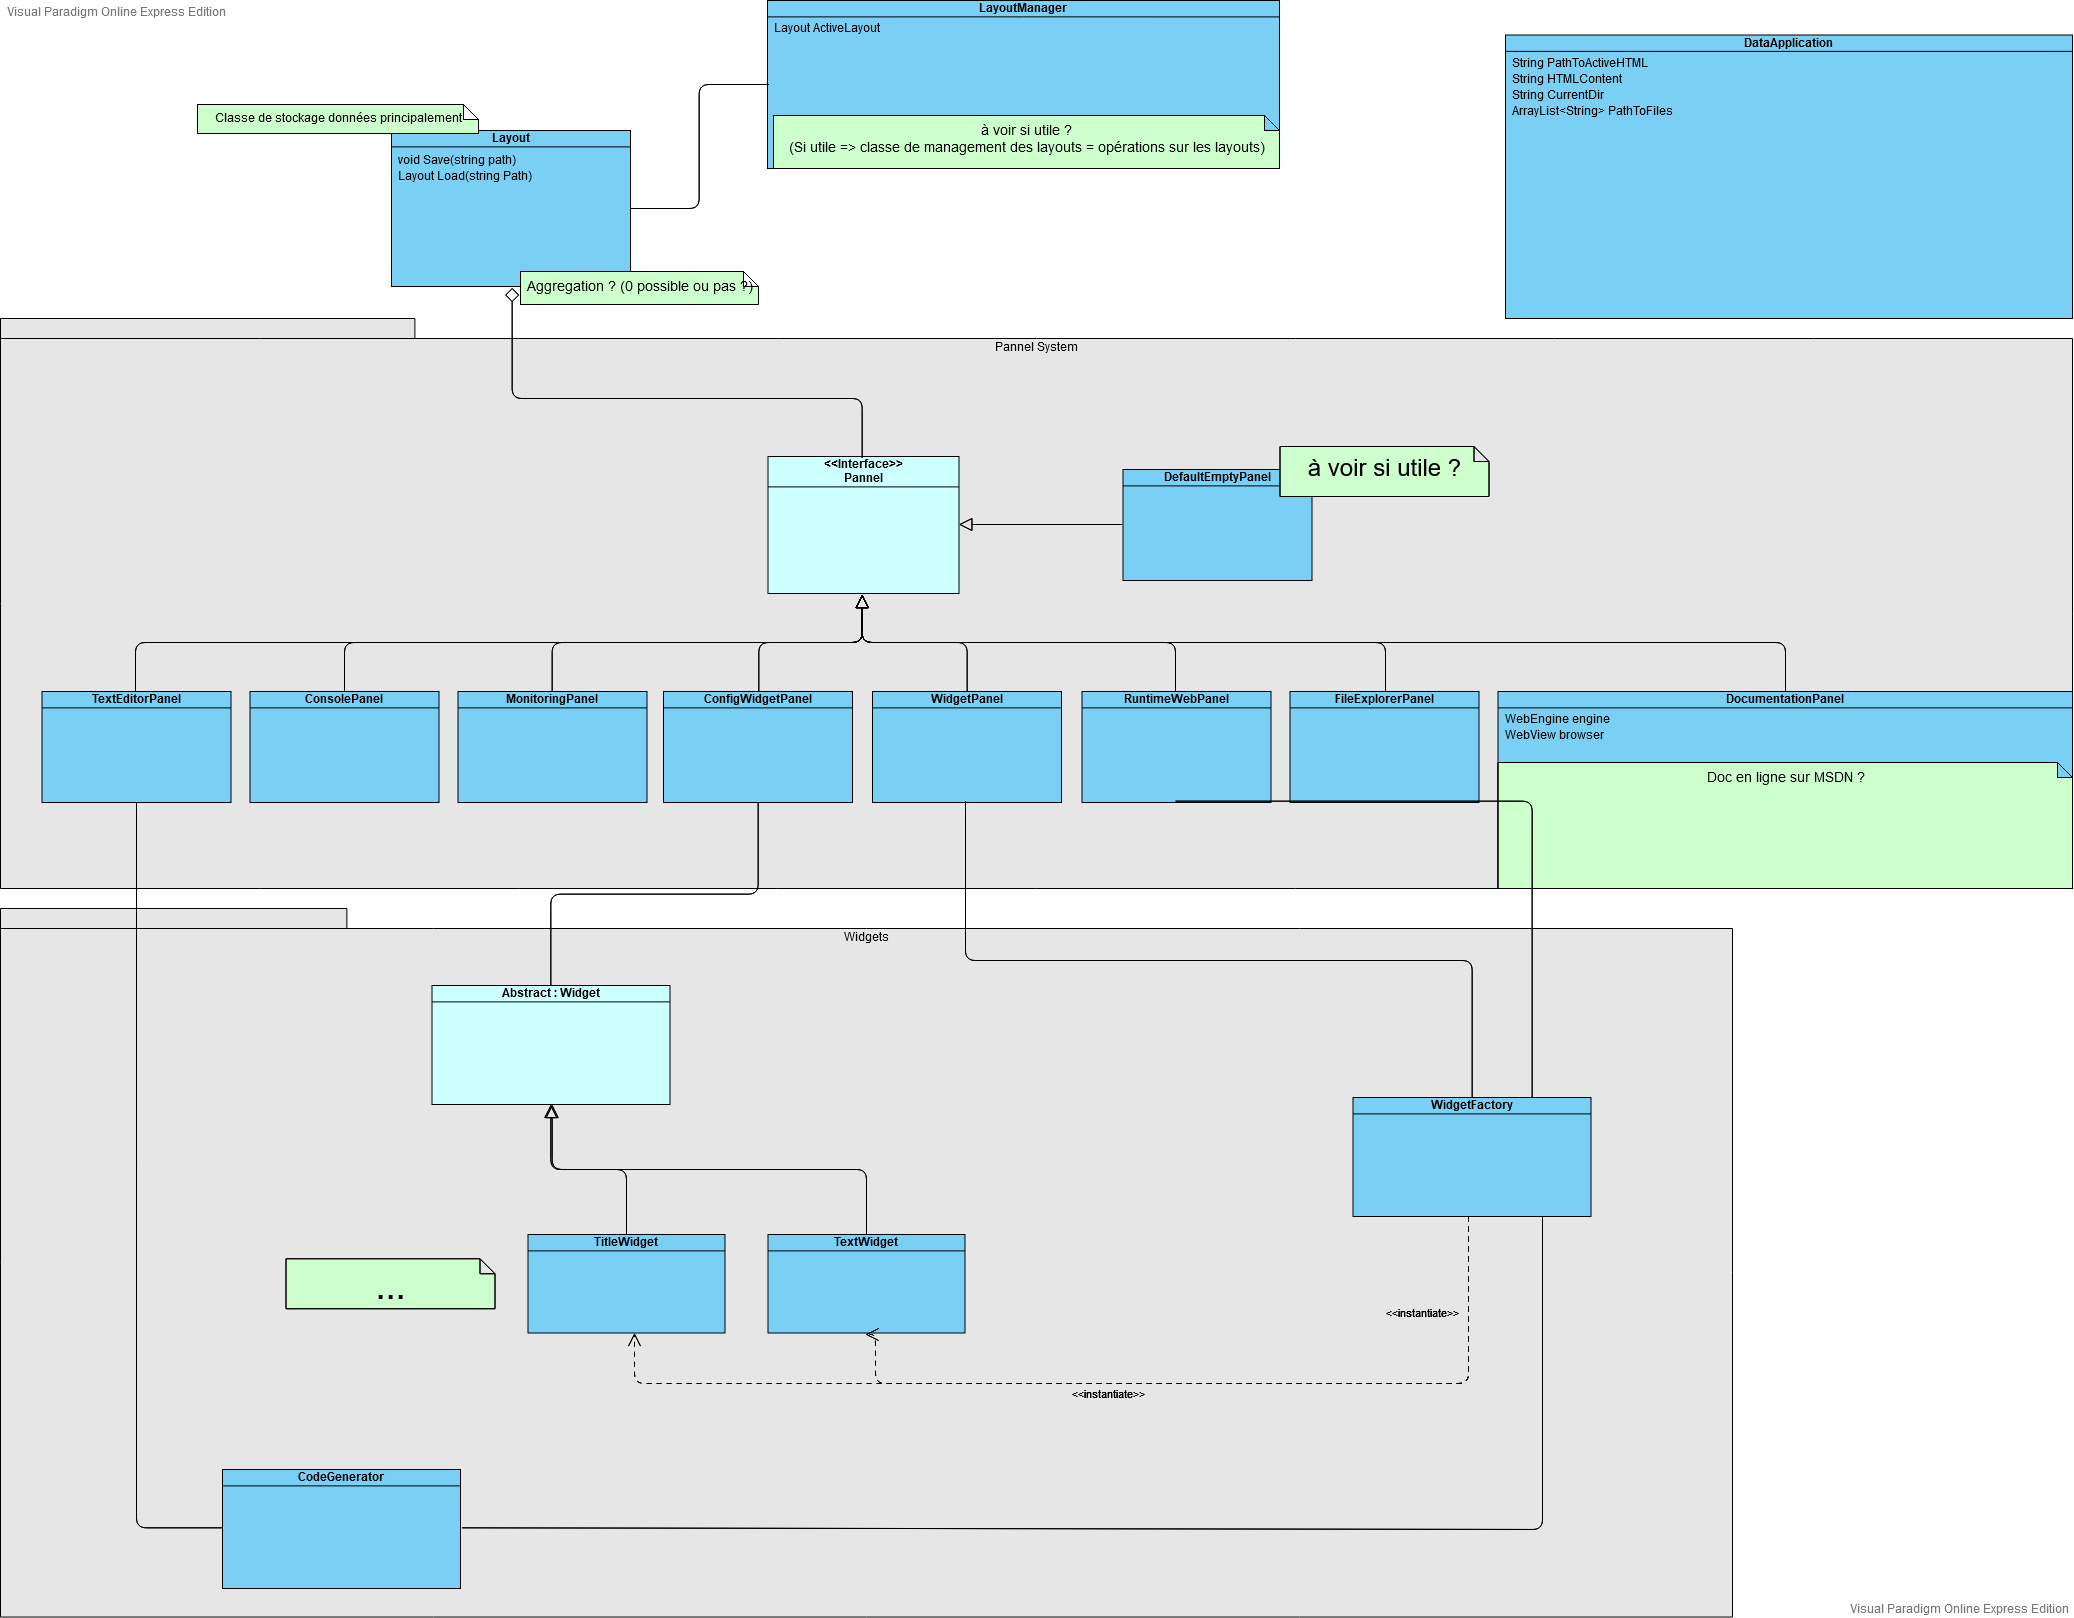 Visual Paradigm Online Express Edition
LayoutManager
Layout ActiveLayout
à voir si utile ?
(Si utile => classe de management des layouts = opérations sur les layouts)
DataApplication
String PathToActiveHTML
String HTMLContent
String CurrentDir
ArrayList<String> PathToFiles
Classe de stockage données principalement
Layout
void Save(string path)
Layout Load(string Path)
Aggregation ? (0 possible ou pas ?)
Pannel System
<<Interface>>
Pannel
DefaultEmptyPanel
à voir si utile ?
TextEditorPanel
ConsolePanel
MonitoringPanel
ConfigWidgetPanel
WidgetPanel
RuntimeWebPanel
FileExplorerPanel
DocumentationPanel
WebEngine engine
WebView browser
Doc en ligne sur MSDN ?
Widgets
Abstract : Widget
WidgetFactory
TitleWidget
TextWidget
...
<<instantiate>>
<<instantiate>>
CodeGenerator
Visual Paradigm Online Express Edition